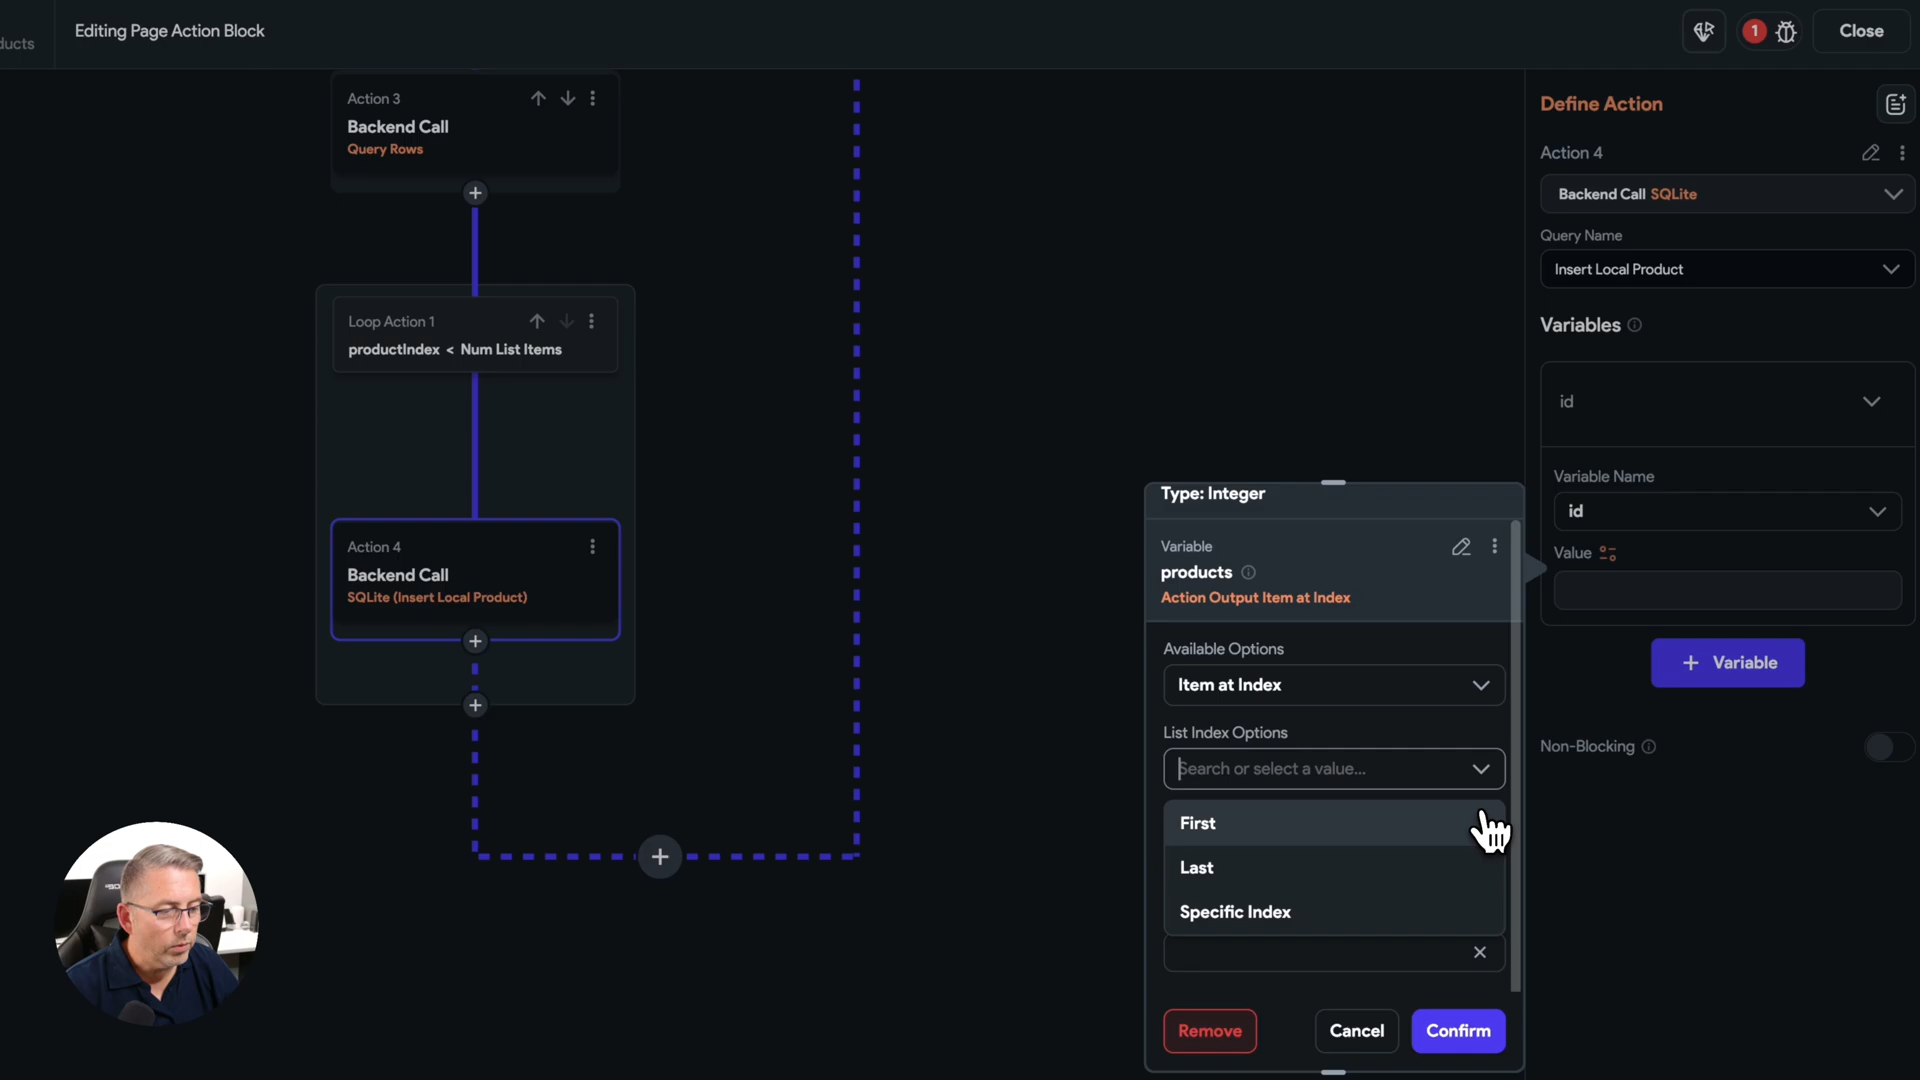 ducts
Editing Page Action Block
1
Close
Action 3
Backend Call
Query Rows
Loop Action 1
productIndex < Num List Items
Action 4
Backend Call
SQLite (Insert Local Product)
Type: Integer
Variable
products
Action Output Item at Index
Available Options
Item at Index
List Index Options
Search or select a value...
First
Last
Specific Index
Remove
Cancel
Confirm
Define Action
Action 4
Backend Call SQLite
Query Name
Insert Local Product
Variables
id
Variable Name
id
Value
+ Variable
Non-Blocking